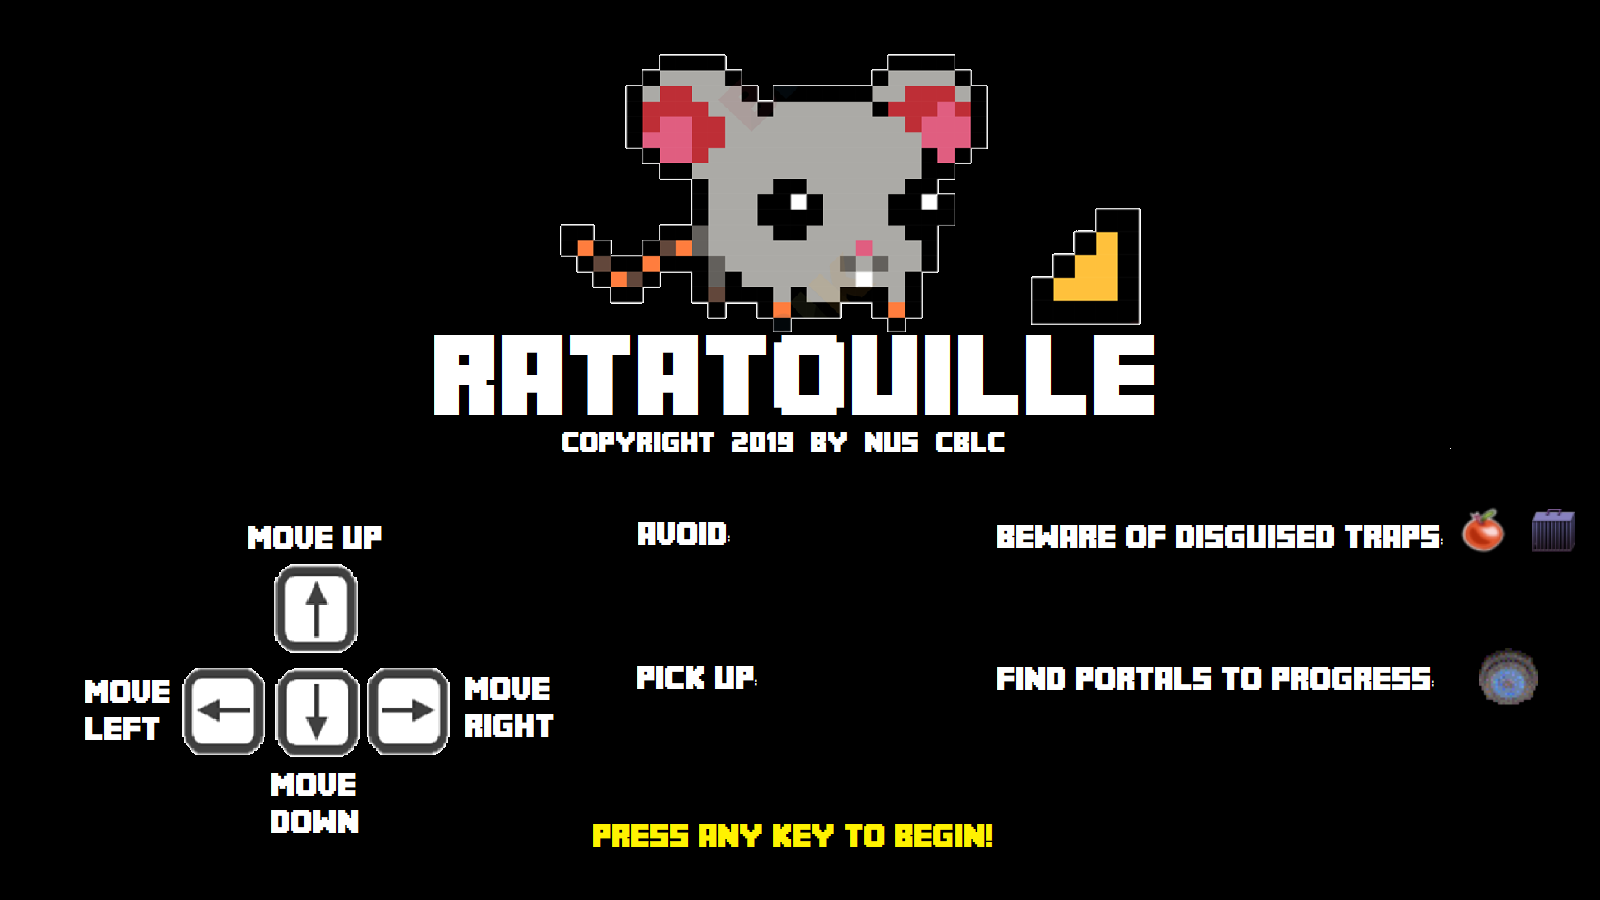 RATATOUILLE
COPYRIGHT 2019 BY NUS CBLC
MOVE UP
AVOID:
BEWARE OF DISGUISED TRAPS:
MOVE
LEFT
MOVE
RIGHT
PICK UP:
FIND PORTALS TO PROGRESS:
MOVE
DOWN
PRESS ANY KEY TO BEGIN!